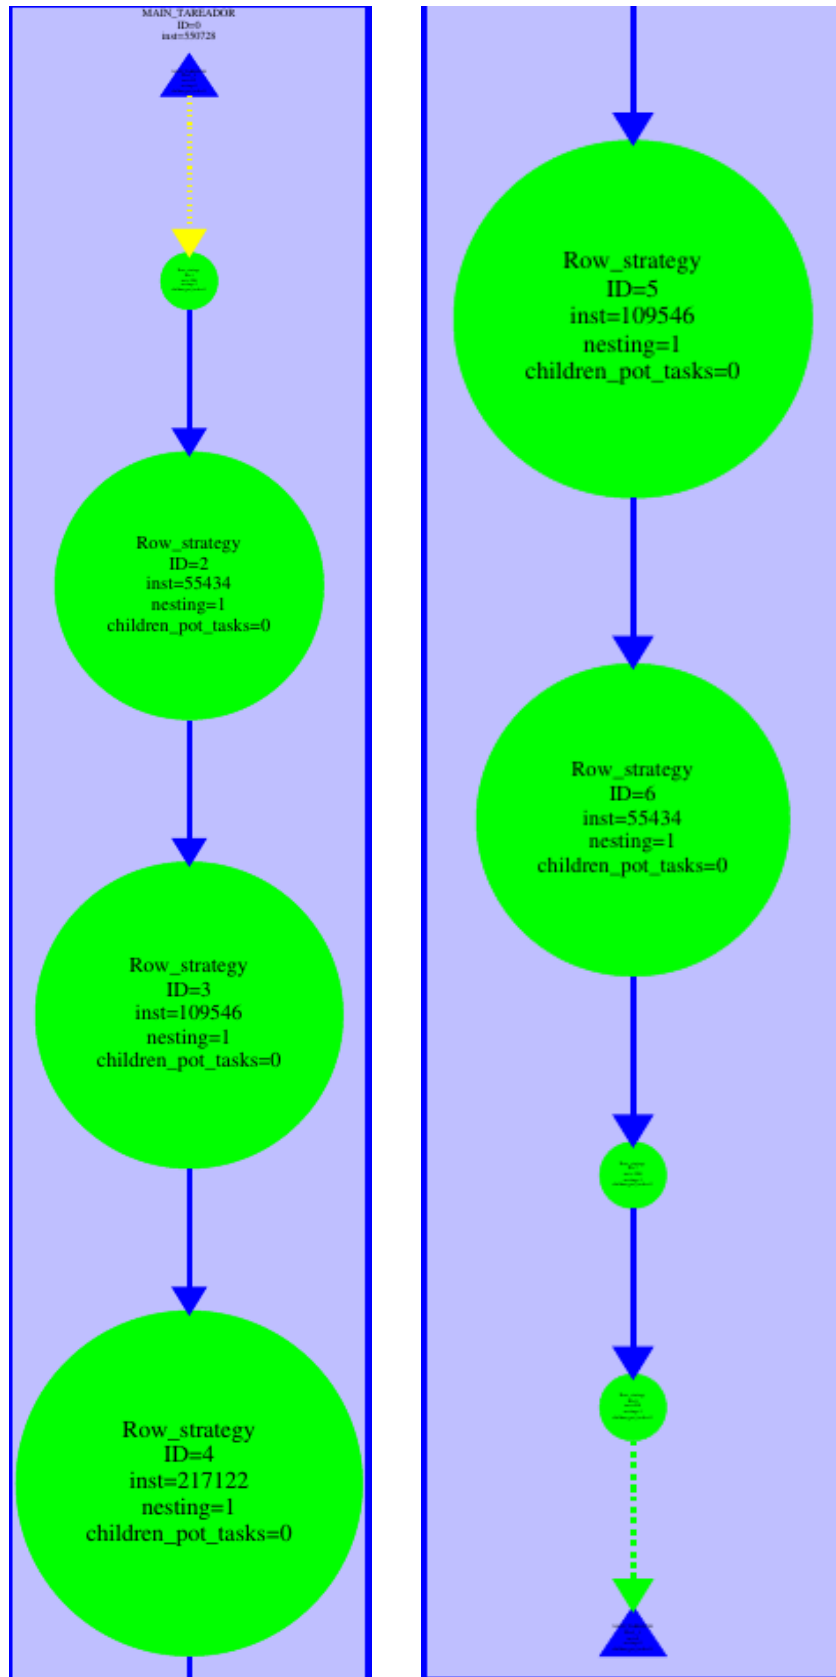 MAIN_TAREADOR
ID=0
inst=550728
Row_strategy
ID=2
inst=55434
nesting=1
children_pot_tasks=0
Row_strategy
ID=3
inst=109546
nesting=1
children_pot_tasks=0
Row_strategy
ID=4
inst=217122
nesting=1
children_pot_tasks=0
Row_strategy
ID=5
inst=109546
nesting=1
children_pot_tasks=0
Row_strategy
ID=6
inst=55434
nesting=1
children_pot_tasks=0